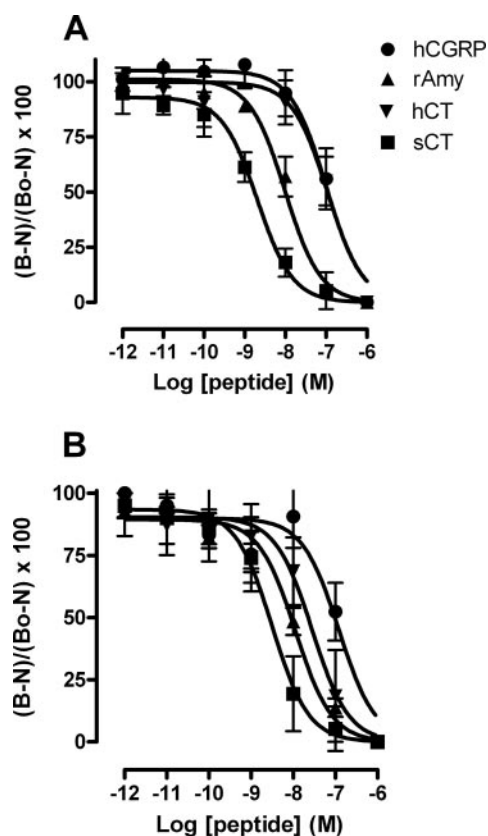 A
hCGRP
rAmy
hCT
sCT
(B-N)/(Bo-N) x 100
100
75
50
25
0
-12 -11 -10 -9 -8 -7 -6
Log [peptide] (M)
B
(B-N)/(Bo-N) x 100
100
75
50
25
0
-12 -11 -10 -9 -8 -7 -6
Log [peptide] (M)